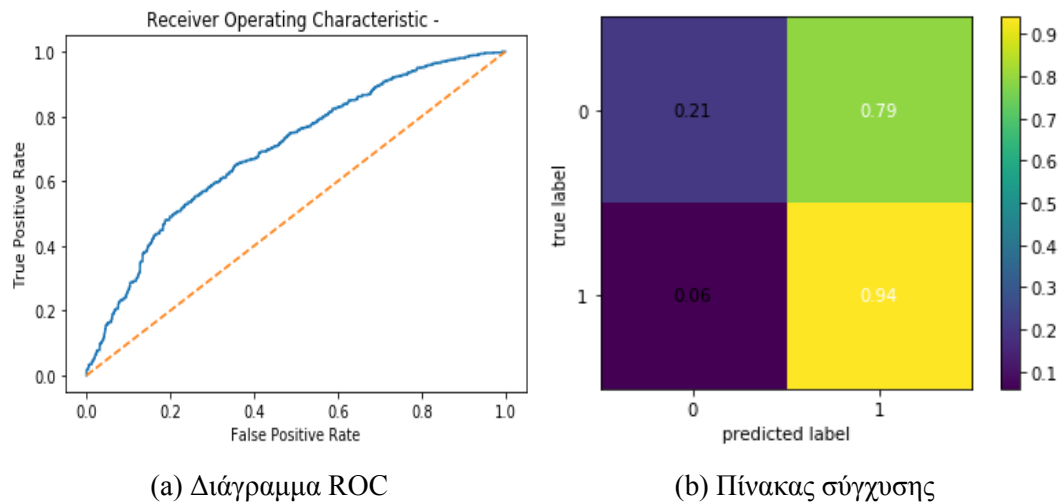 Receiver Operating Characteristic -
1.0
0.8
0.6
0.4
0.2
0.0
True Positive Rate
0.0 0.2 0.4 0.6 0.8 1.0
False Positive Rate
(a) Διάγραμμα ROC
0
1
true label
0.21 0.79
0.06 0.94
0 1
predicted label
0.9
0.8
0.7
0.6
0.5
0.4
0.3
0.2
0.1
(b) Πίνακας σύγχυσης